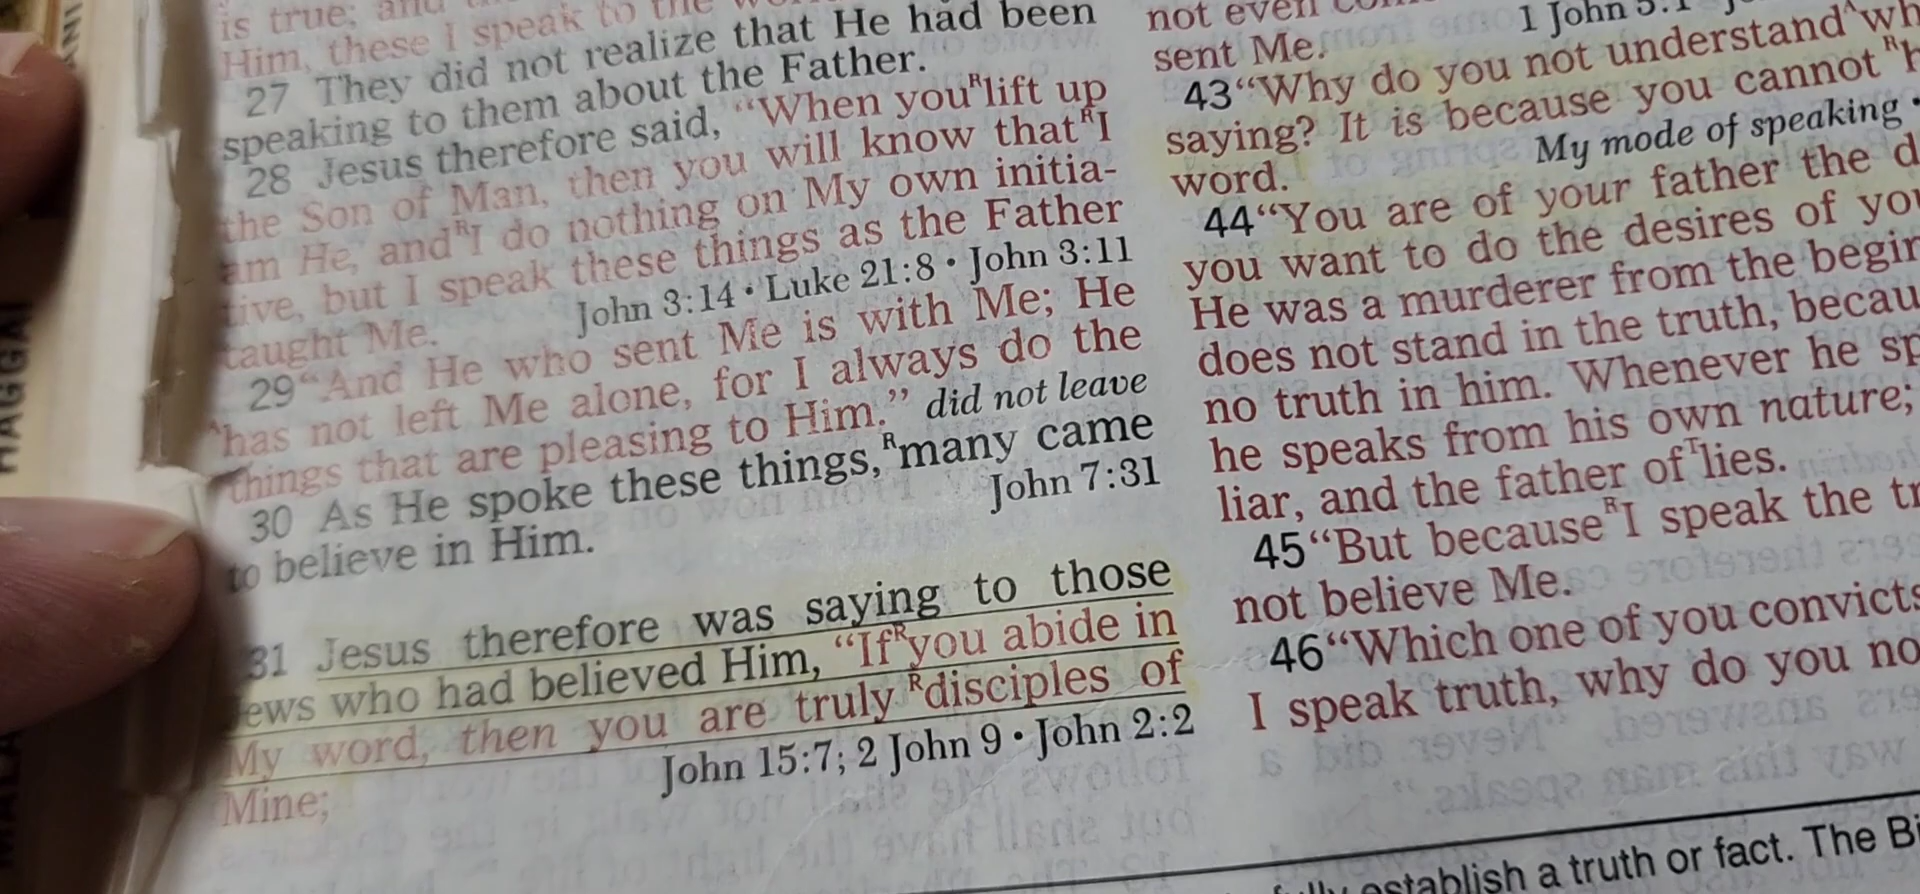 is true; and
Him, these I speak to the
27 They did not realize that He had been
speaking to them about the Father.
28 Jesus therefore said, “When you ᴿlift up
the Son of Man, then you will know that ᴿI
am He, and ᴿI do nothing on My own initia-
tive, but I speak these things as the Father
taught Me. John 3:14 • Luke 21:8 • John 3:11
29 “And He who sent Me is with Me; He
^has not left Me alone, for I always do the
things that are pleasing to Him.” did not leave
30 As He spoke these things, ᴿmany came
to believe in Him. John 7:31
31 Jesus therefore was saying to those
Jews who had believed Him, “If ᴿyou abide in
My word, then you are truly ᴿdisciples of
Mine; John 15:7; 2 John 9 • John 2:2
not even
sent Me. 1 John 5:1
43 “Why do you not understand ^
saying? It is because you cannot ᴿ
word. My mode of speaking •
44 “You are of your father the
you want to do the desires of
He was a murderer from the
does not stand in the truth,
no truth in him. Whenever he
he speaks from his own nature;
liar, and the father of ᵀlies.
45 “But because ᴿI speak the
not believe Me.
46 “Which one of you convicts
I speak truth, why do you
establish a truth or fact. The
HAGGAI